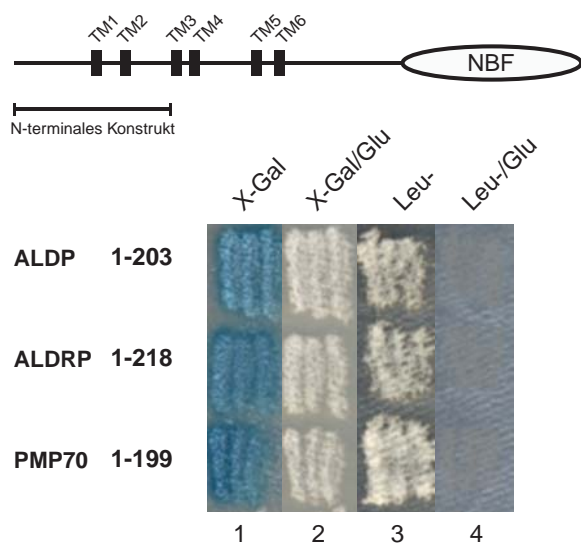 TM1 TM2 TM3 TM4 TM5 TM6
NBF
N-terminales Konstrukt
X-Gal X-Gal/Glu Leu- Leu-/Glu
ALDP 1-203
ALDRP 1-218
PMP70 1-199
1 2 3 4